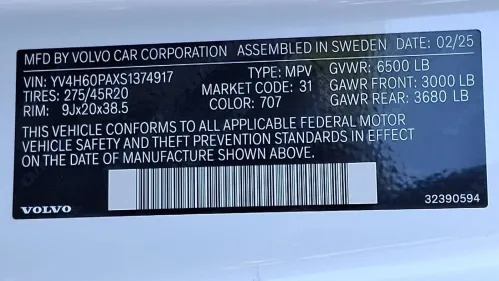 MFD BY VOLVO CAR CORPORATION ASSEMBLED IN SWEDEN DATE: 02/25
VIN: YV4H60PAXS1374917 TYPE: MPV GVWR: 6500 LB
TIRES: 275/45R20 MARKET CODE: 31 GAWR FRONT: 3000 LB
RIM: 9Jx20x38.5 COLOR: 707 GAWR REAR: 3680 LB
THIS VEHICLE CONFORMS TO ALL APPLICABLE FEDERAL MOTOR
VEHICLE SAFETY AND THEFT PREVENTION STANDARDS IN EFFECT
ON THE DATE OF MANUFACTURE SHOWN ABOVE.
VOLVO 32390594